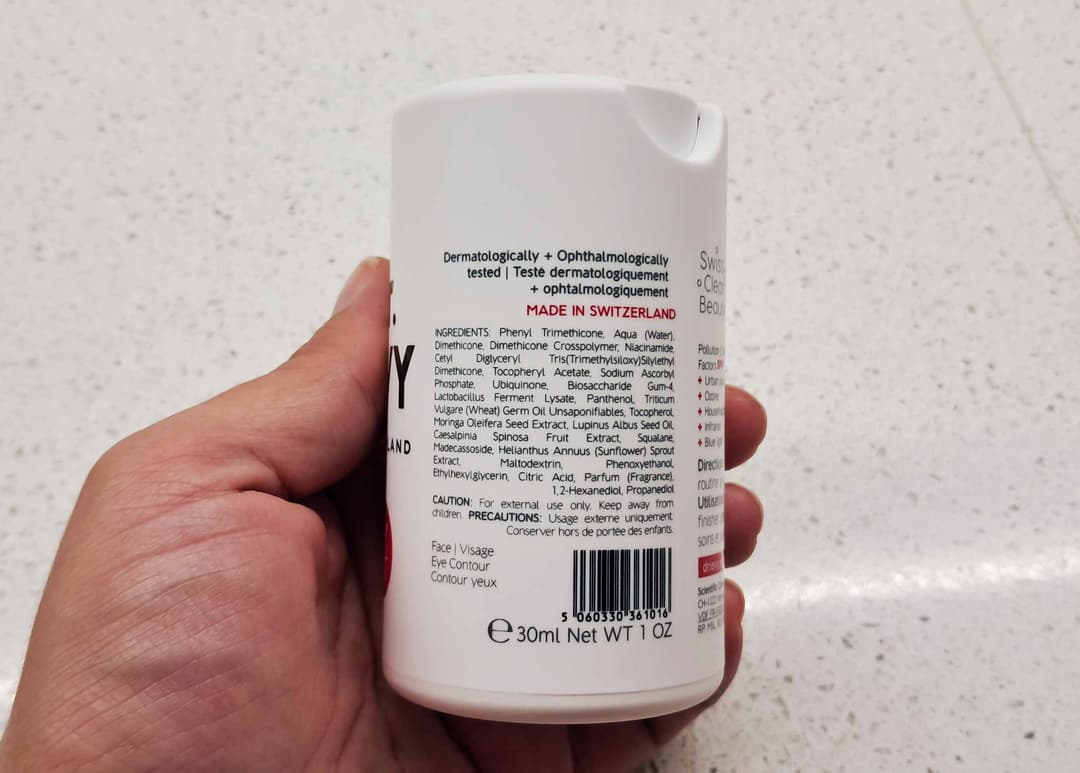 Dermatologically + Ophthalmologically
tested | Testé dermatologiquement
+ ophtalmologiquement
MADE IN SWITZERLAND
INGREDIENTS: Phenyl Trimethicone, Aqua (Water),
Dimethicone, Dimethicone Crosspolymer, Niacinamide,
Cetyl Diglyceryl Tris(Trimethylsiloxy)Silylethyl
Dimethicone, Tocopheryl Acetate, Sodium Ascorbyl
Phosphate, Ubiquinone, Biosaccharide Gum-4,
Lactobacillus Ferment Lysate, Panthenol, Triticum
Vulgare (Wheat) Germ Oil Unsaponifiables, Tocopherol,
Moringa Oleifera Seed Extract, Lupinus Albus Seed Oil,
Caesalpinia Spinosa Fruit Extract, Squalane,
Madecassoside, Helianthus Annuus (Sunflower) Sprout
Extract, Maltodextrin, Phenoxyethanol,
Ethylhexylglycerin, Citric Acid, Parfum (Fragrance),
1,2-Hexanediol, Propanediol
CAUTION: For external use only. Keep away from
children. PRECAUTIONS: Usage externe uniquement.
Conserver hors de portée des enfants.
Face | Visage
Eye Contour
Contour yeux
5 060330 361016
e 30ml Net WT 1 OZ
Pollution
+ Ozone
+ Blue